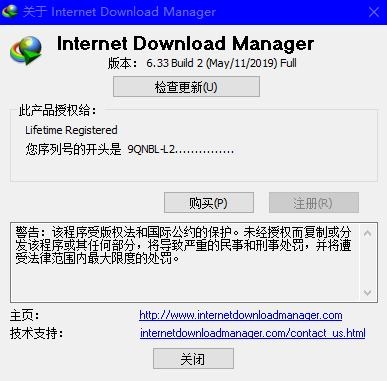 关于 Internet Download Manager
Internet Download Manager
版本： 6.33 Build 2 (May/11/2019) Full
检查更新(U)
此产品授权给：
Lifetime Registered
您序列号的开头是 9QNBL-L2...............
购买(P)
注册(R)
警告：该程序受版权法和国际公约的保护。未经授权而复制或分
发该程序或其任何部分，将导致严重的民事和刑事处罚，并将遭
受法律范围内最大限度的处罚。
主页： http://www.internetdownloadmanager.com
技术支持： internetdownloadmanager.com/contact_us.html
关闭